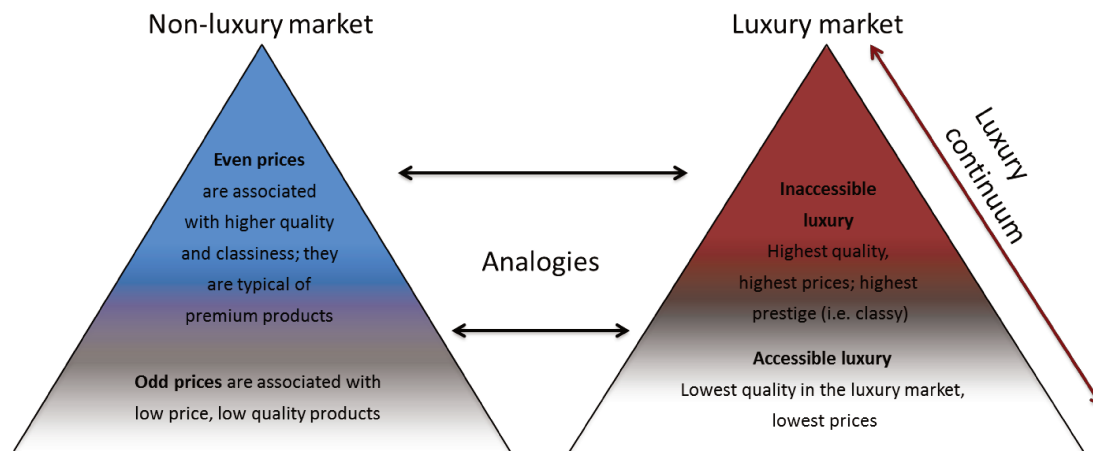 Non-luxury market
Even prices
are associated
with higher quality
and classiness; they
are typical of
premium products
Odd prices are associated with
low price, low quality products
Analogies
Luxury market
Inaccessible
luxury
Highest quality,
highest prices; highest
prestige (i.e. classy)
Accessible luxury
Lowest quality in the luxury market,
lowest prices
Luxury
continuum